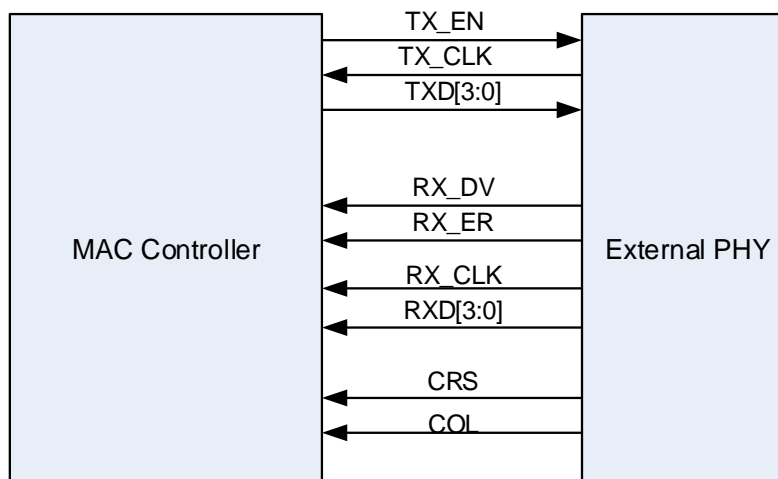 TX_EN
TX_CLK
TXD[3:0]
RX_DV
RX_ER
MAC Controller
External PHY
RX_CLK
RXD[3:0]
CRS
COL